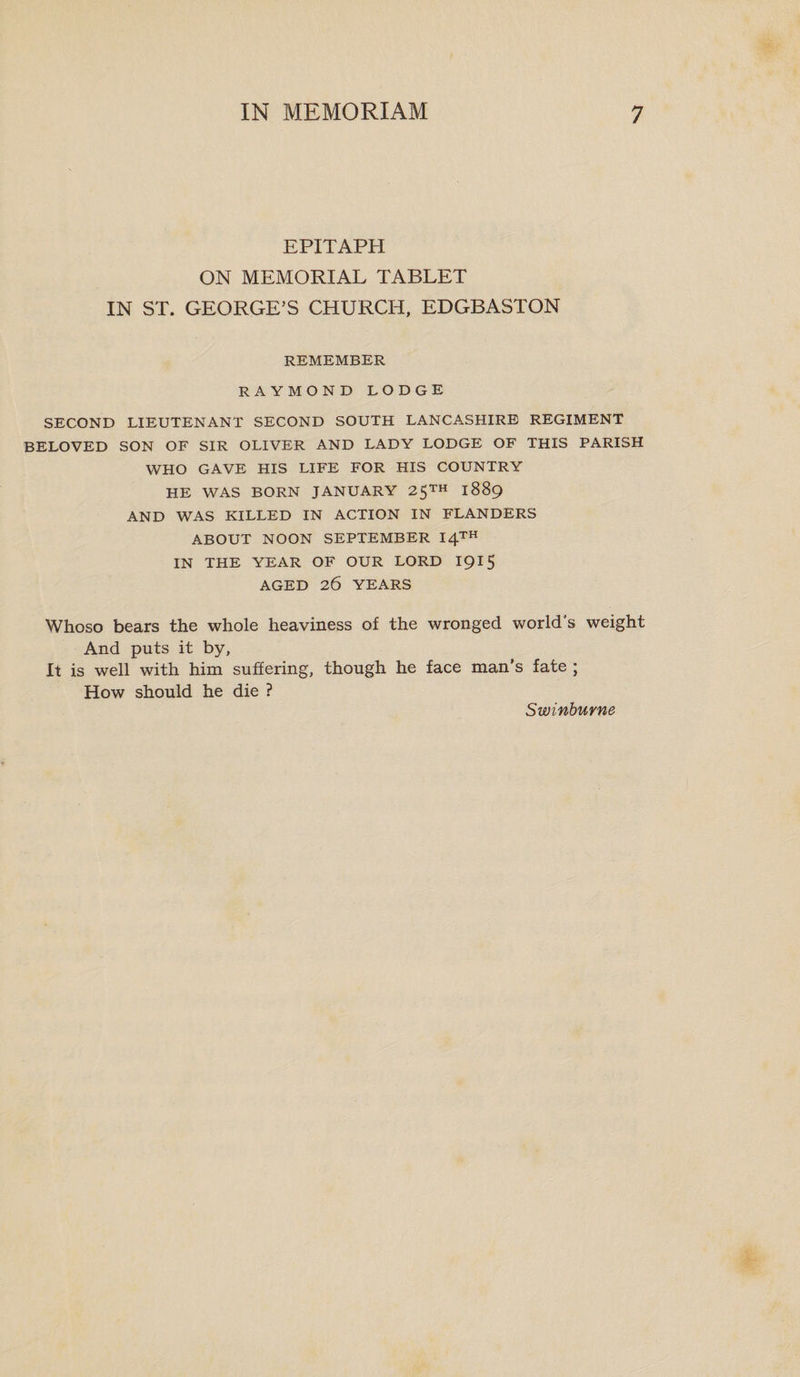 IN MEMORIAM 7
EPITAPH
ON MEMORIAL TABLET
IN ST. GEORGE'S CHURCH, EDGBASTON
REMEMBER
RAYMOND LODGE
SECOND LIEUTENANT SECOND SOUTH LANCASHIRE REGIMENT
BELOVED SON OF SIR OLIVER AND LADY LODGE OF THIS PARISH
WHO GAVE HIS LIFE FOR HIS COUNTRY
HE WAS BORN JANUARY 25TH 1889
AND WAS KILLED IN ACTION IN FLANDERS
ABOUT NOON SEPTEMBER 14TH
IN THE YEAR OF OUR LORD 1915
AGED 26 YEARS
Whoso bears the whole heaviness of the wronged world's weight
And puts it by,
It is well with him suffering, though he face man's fate;
How should he die?
Swinburne